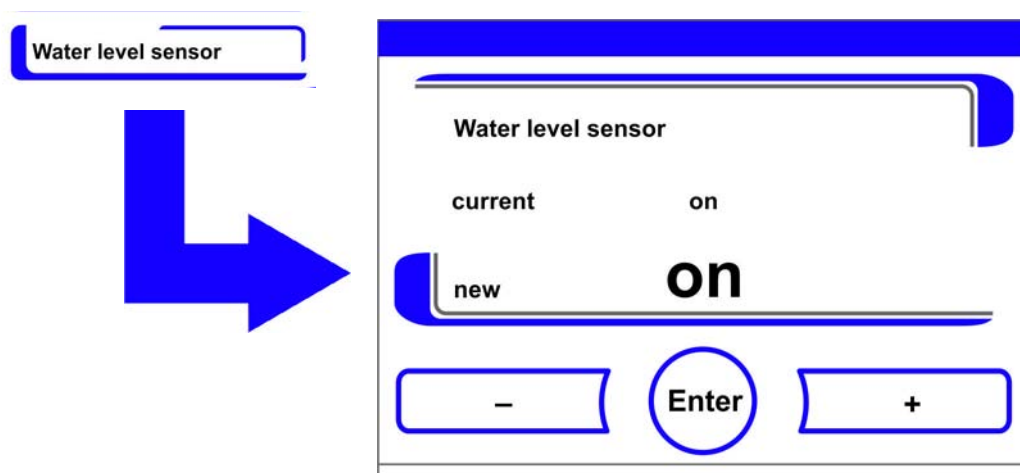 Water level sensor
Water level sensor
current on
new on
– Enter +